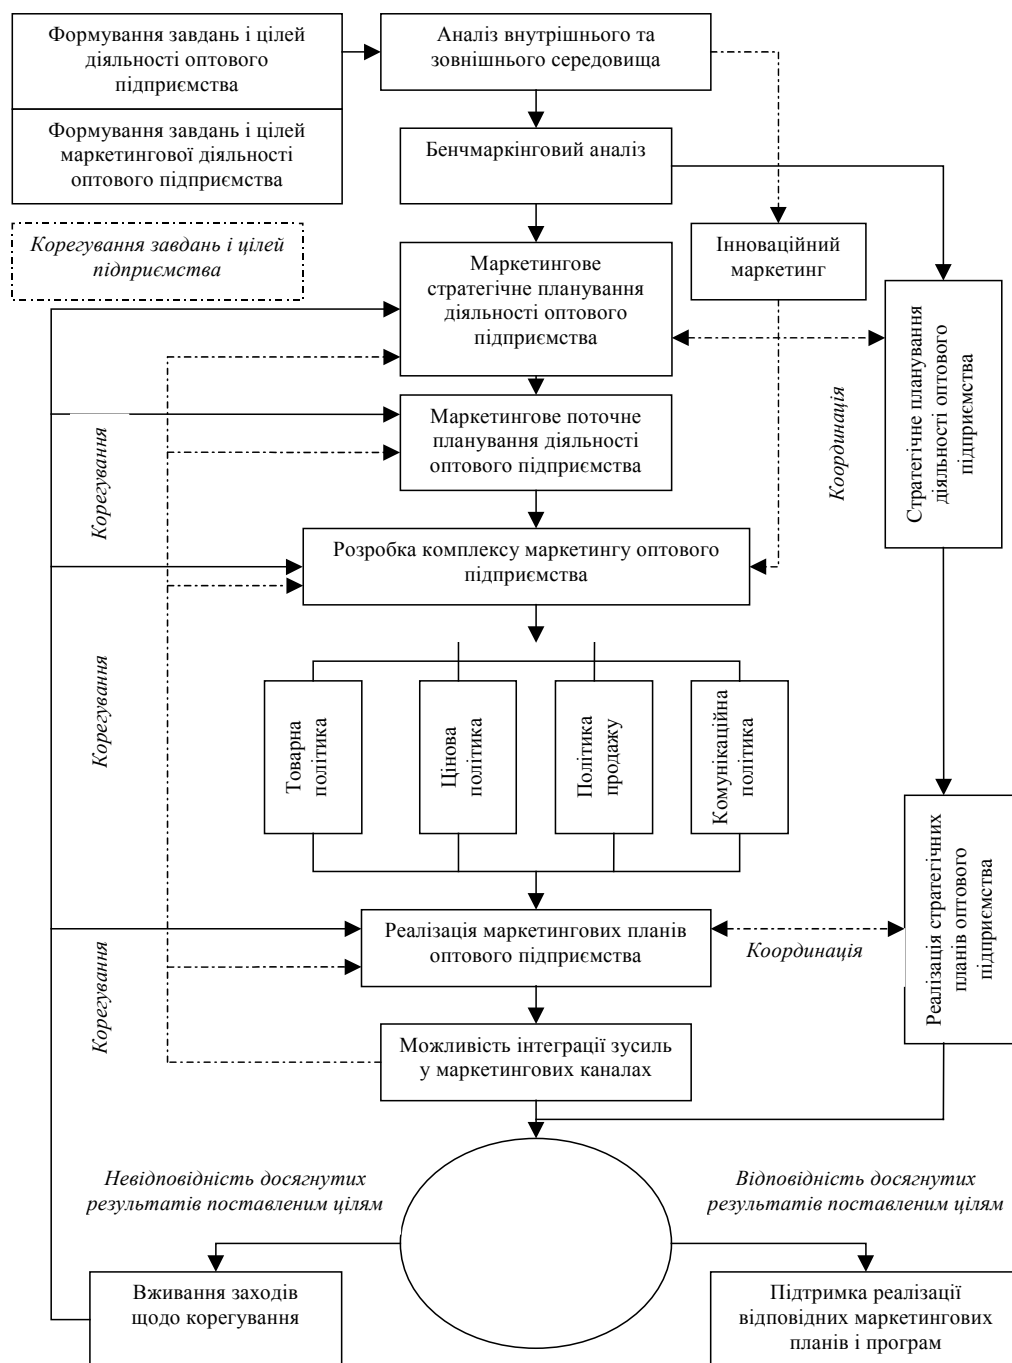 Формування завдань і цілей
діяльності оптового
підприємства
Аналіз внутрішнього та
зовнішнього середовища
Формування завдань і цілей
маркетингової діяльності
оптового підприємства
Бенчмаркінговий аналіз
Корегування завдань і цілей
підприємства
Інноваційний
маркетинг
Маркетингове
стратегічне планування
діяльності оптового
підприємства
Стратегічне планування
діяльності оптового
підприємства
Координація
Маркетингове поточне
планування діяльності
оптового підприємства
Корегування
Розробка комплексу маркетингу оптового
підприємства
Корегування
Товарна
політика
Цінова
політика
Політика
продажу
Комунікаційна
політика
Реалізація стратегічних
планів оптового
підприємства
Реалізація маркетингових планів
оптового підприємства
Координація
Корегування
Можливість інтеграції зусиль
у маркетингових каналах
Невідповідність досягнутих
результатів поставленим цілям
Відповідність досягнутих
результатів поставленим цілям
Вживання заходів
щодо корегування
Підтримка реалізації
відповідних маркетингових
планів і програм